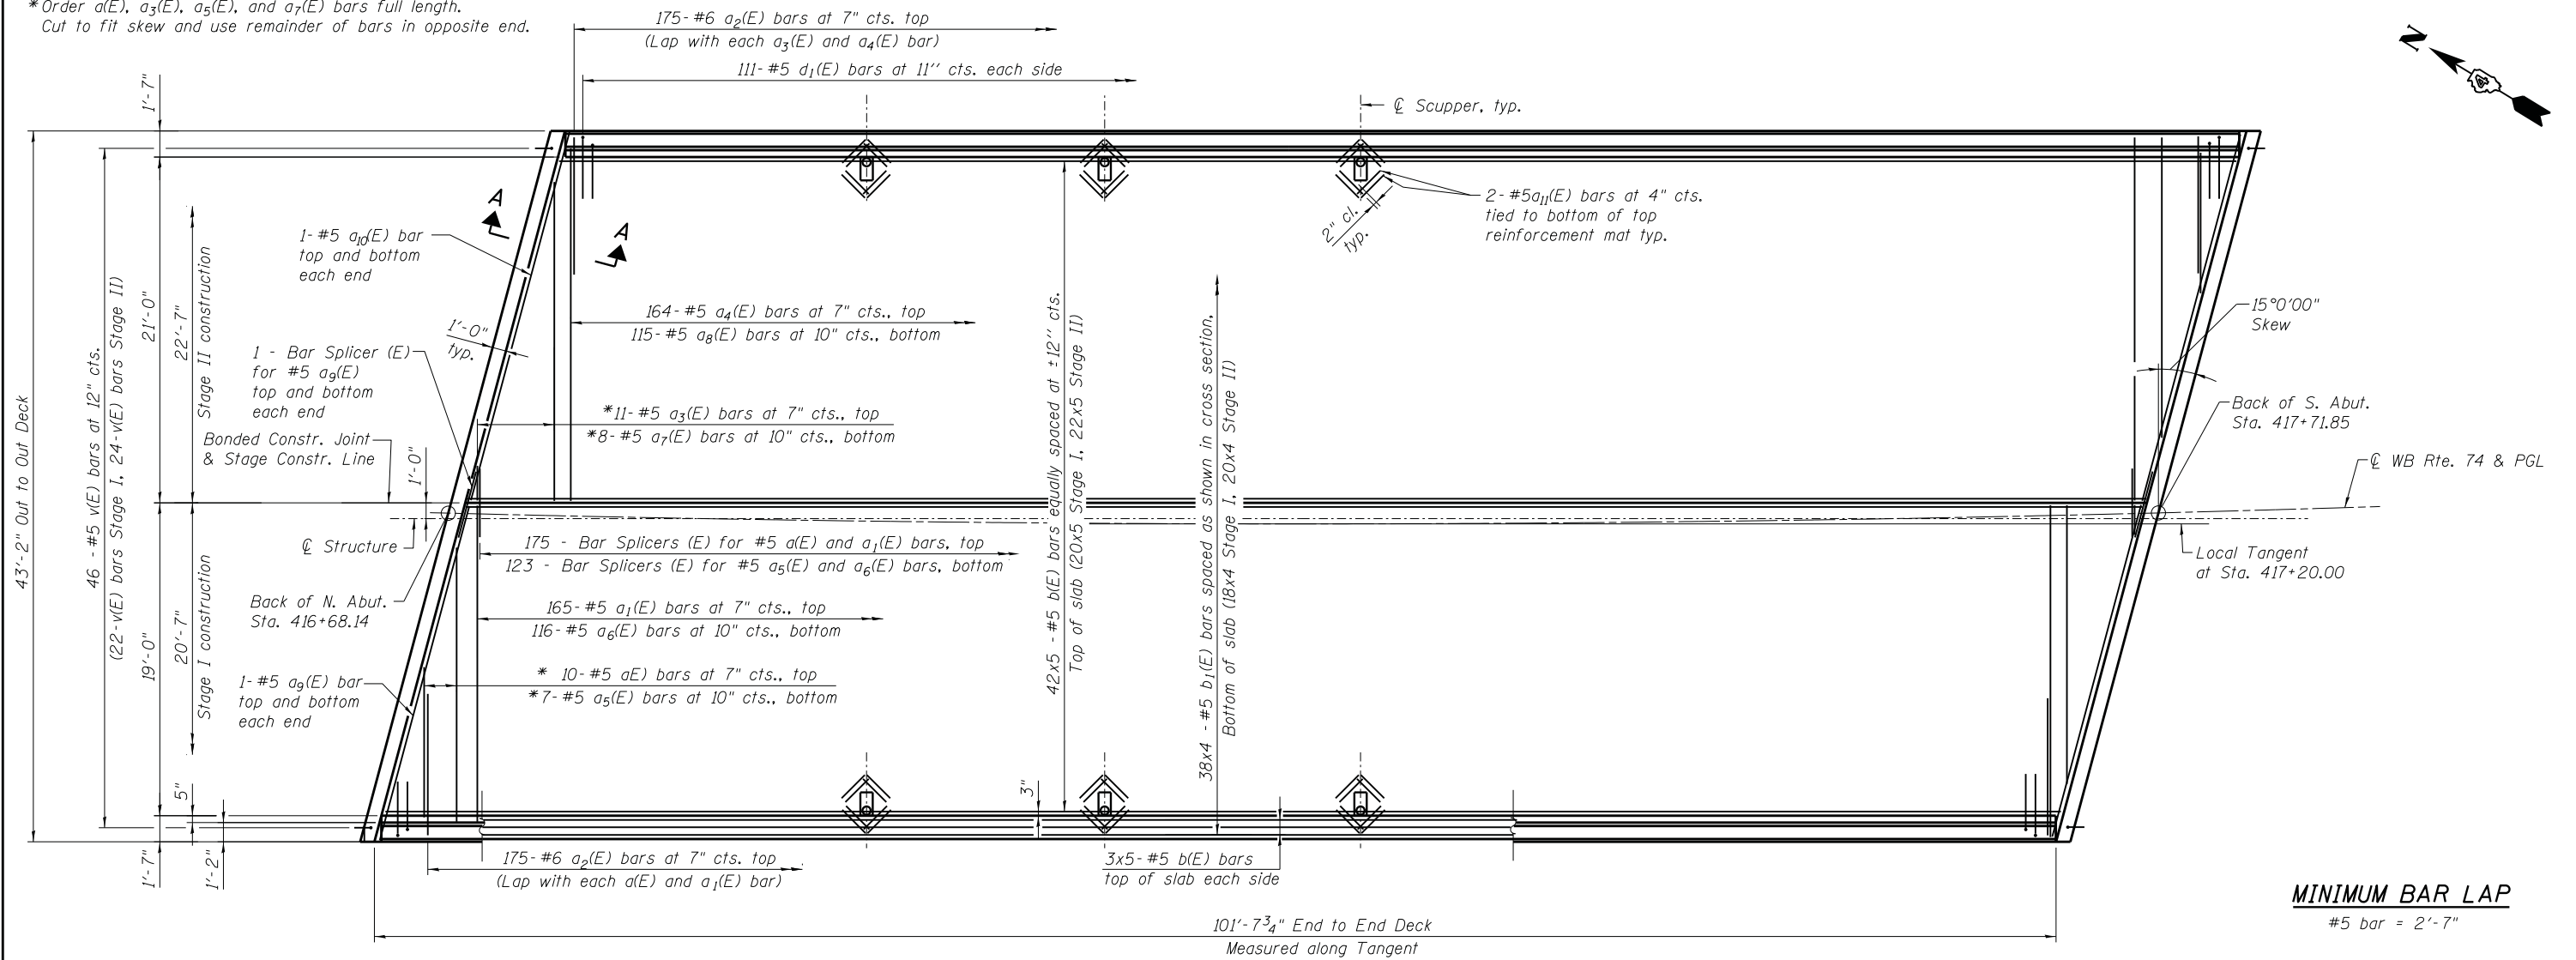 *Order a(E), a3(E), a5(E), and a7(E) bars full length.
Cut to fit skew and use remainder of bars in opposite end.
175-#6 a2(E) bars at 7" cts. top
(Lap with each a3(E) and a4(E) bar)
111-#5 d1(E) bars at 11'' cts. each side
℄ Scupper, typ.
N
1'-7"
A
A
2-#5a11(E) bars at 4" cts.
tied to bottom of top
reinforcement mat typ.
2" cl.
typ.
1-#5 a10(E) bar
top and bottom
each end
43'-2" Out to Out Deck
46 - #5 v(E) bars at 12" cts.
(22-v(E) bars Stage I, 24-v(E) bars Stage II)
21'-0"
22'-7"
Stage II construction
1'-0"
typ.
164-#5 a4(E) bars at 7" cts., top
115-#5 a8(E) bars at 10" cts., bottom
15°0'00"
Skew
1 - Bar Splicer (E)
for #5 a9(E)
top and bottom
each end
*11-#5 a3(E) bars at 7" cts., top
*8-#5 a7(E) bars at 10" cts., bottom
Back of S. Abut.
Sta. 417+71.85
Bonded Constr. Joint
& Stage Constr. Line
1'-0"
42x5 - #5 b(E) bars equally spaced at ±12'' cts.
Top of slab (20x5 Stage I, 22x5 Stage II)
38x4 - #5 b1(E) bars spaced as shown in cross section,
Bottom of slab (18x4 Stage I, 20x4 Stage II)
℄ WB Rte. 74 & PGL
℄ Structure
175 - Bar Splicers (E) for #5 a(E) and a1(E) bars, top
123 - Bar Splicers (E) for #5 a5(E) and a6(E) bars, bottom
Local Tangent
at Sta. 417+20.00
Back of N. Abut.
Sta. 416+68.14
165-#5 a1(E) bars at 7" cts., top
116-#5 a6(E) bars at 10" cts., bottom
19'-0"
20'-7"
Stage I construction
1-#5 a9(E) bar
top and bottom
each end
* 10-#5 aE) bars at 7" cts., top
*7-#5 a5(E) bars at 10" cts., bottom
5"
3"
1'-7"
1'-2"
175-#6 a2(E) bars at 7" cts. top
(Lap with each a(E) and a1(E) bar)
3x5-#5 b(E) bars
top of slab each side
101'-7 3/4" End to End Deck
Measured along Tangent
MINIMUM BAR LAP
#5 bar = 2'-7"